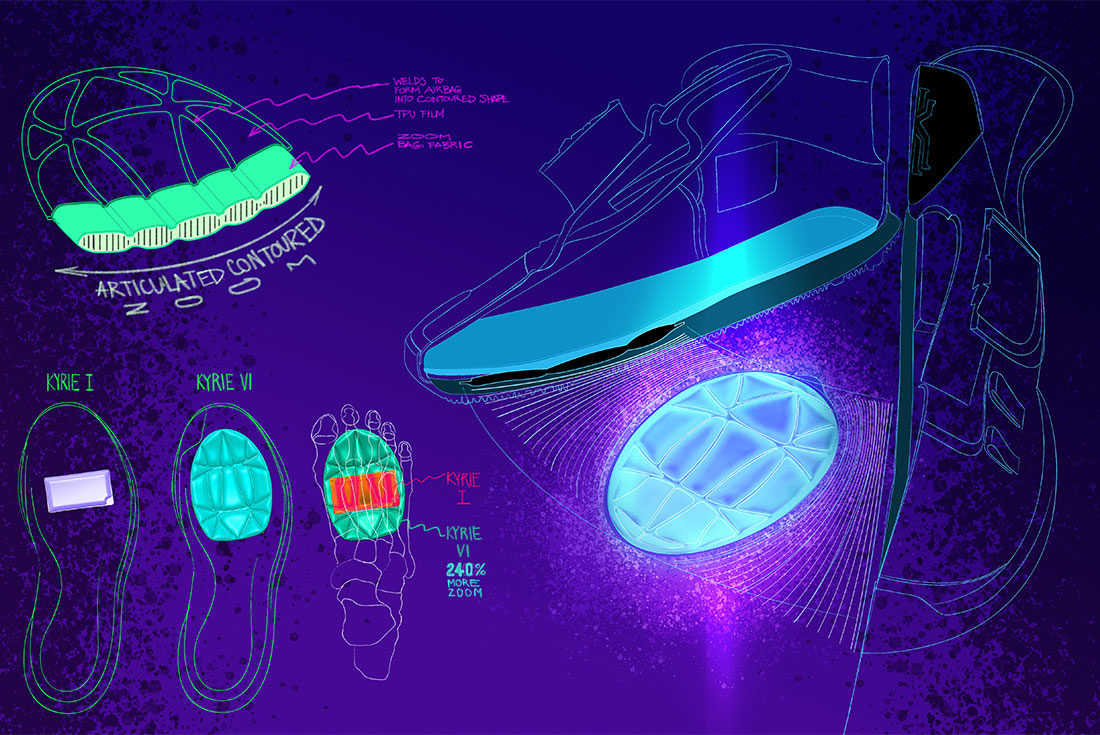 WELDS TO
FORM AIRBAG
INTO CONTOURED SHAPE
TPU FILM
ZOOM
BAG FABRIC
ARTICULATED CONTOURED
ZOOM
KYRIE I
KYRIE VI
KYRIE
I
KYRIE
VI
240%
MORE
ZOOM